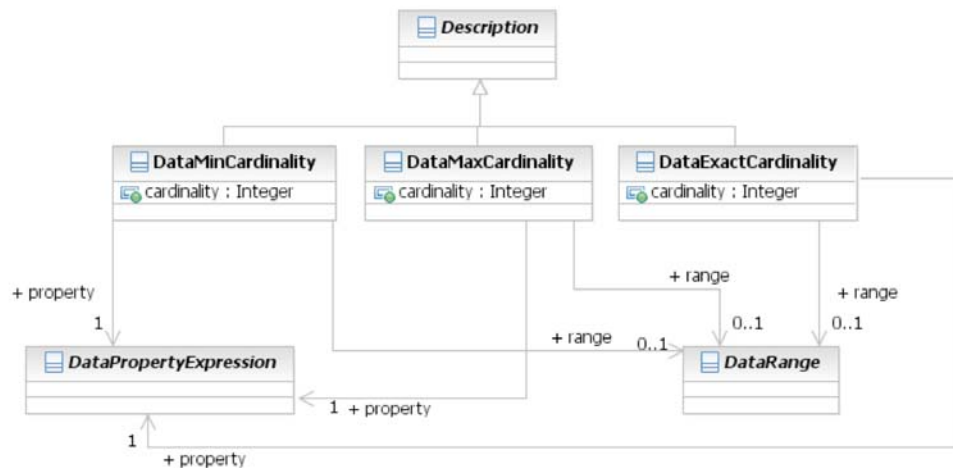 Description
DataMinCardinality
cardinality : Integer
DataMaxCardinality
cardinality : Integer
DataExactCardinality
cardinality : Integer
+ property
1
+ range
0..1
+ range
0..1
+ range
0..1
DataPropertyExpression
DataRange
1 + property
1
+ property